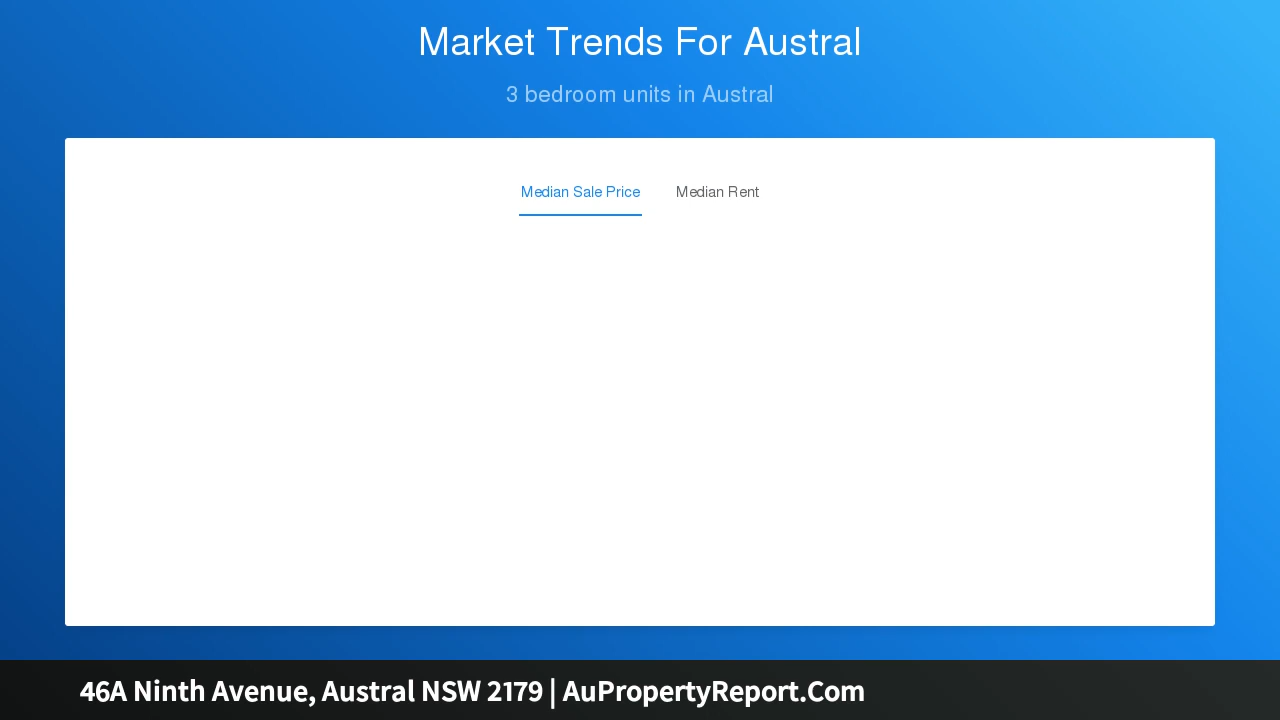 Market Trends For Austral
3 bedroom units in Austral
Median Sale Price Median Rent
46A Ninth Avenue, Austral NSW 2179 | AuPropertyReport.Com